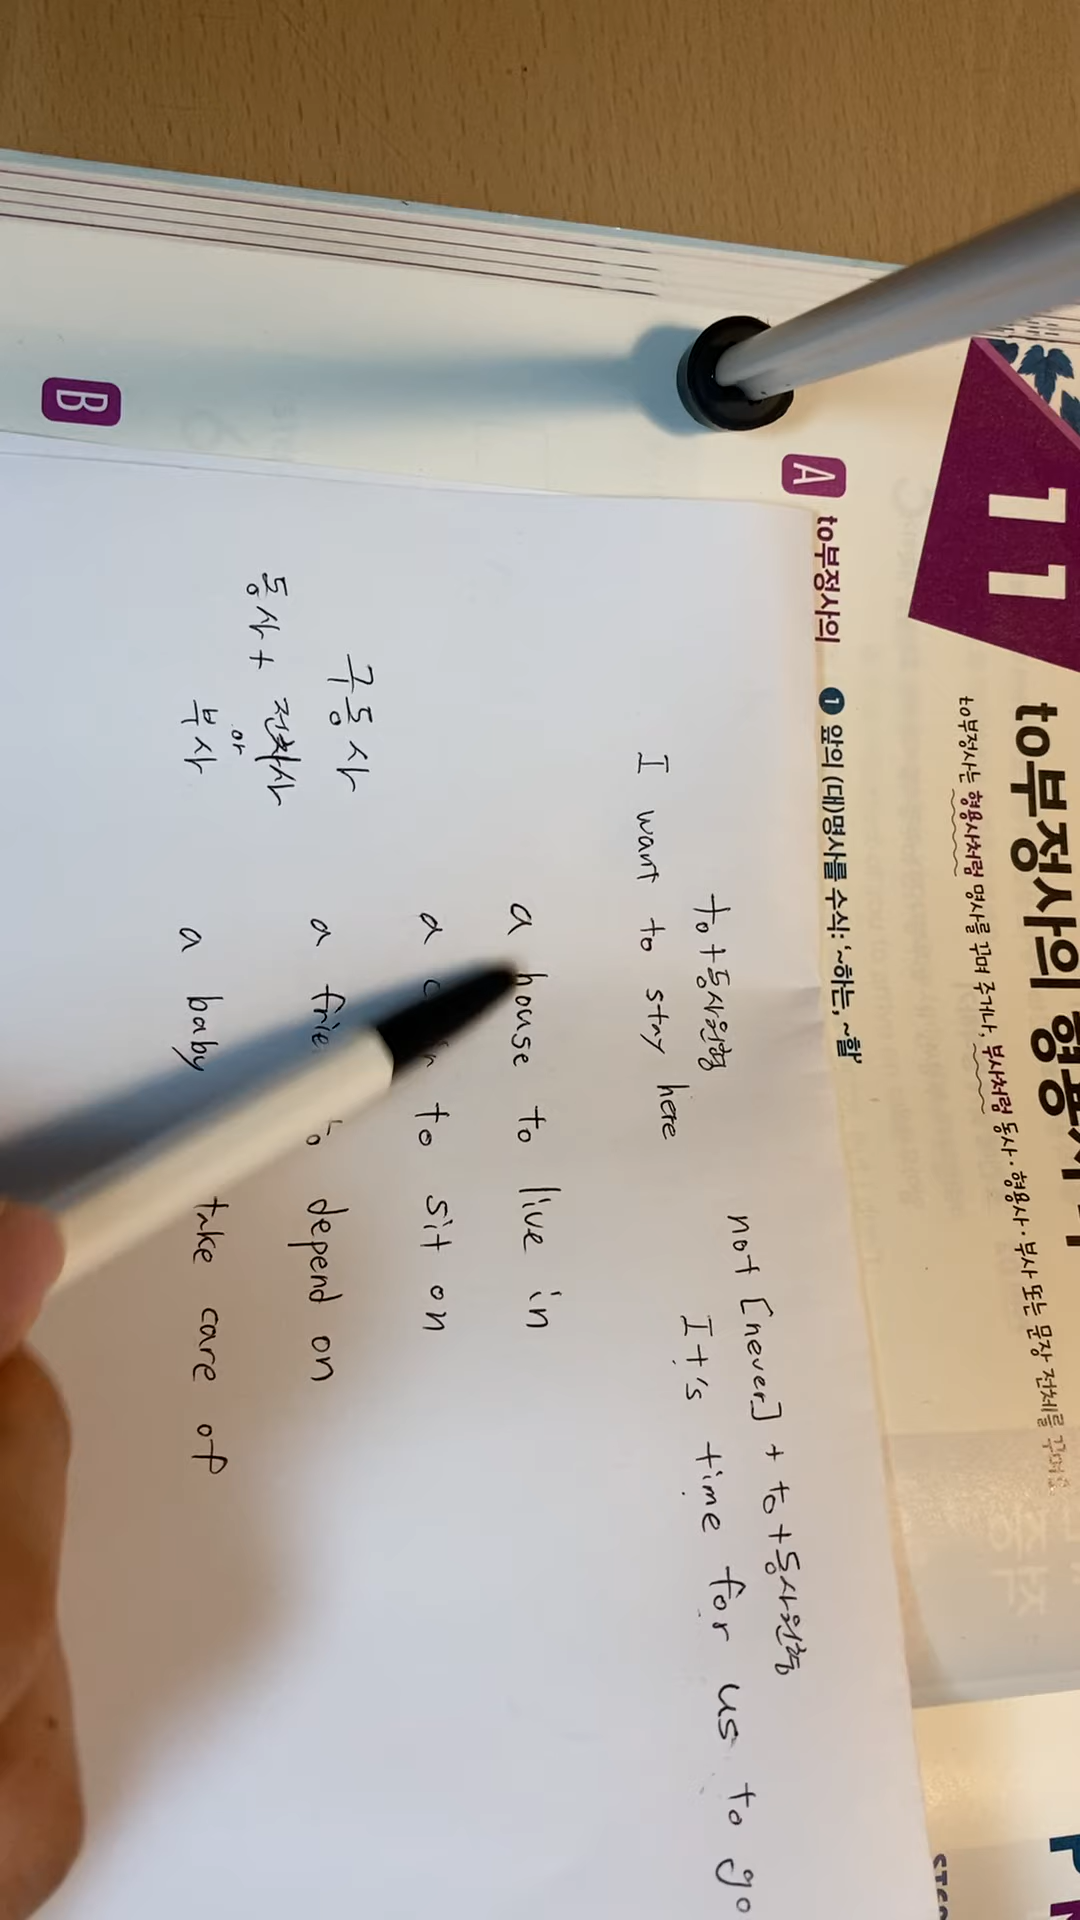 11
to부정사의 형용사
to부정사는 형용사처럼 명사를 꾸며 주거나, 부사처럼 동사·형용사·부사 또는 문장 전체를 꾸며
A to부정사의 ❶ 앞의 (대)명사를 수식: '~하는, ~할'
to+동사원형
not [never] + to+동사원형
I want to stay here
It's time for us to go
a house to live in
a to sit on
구동사
동사+ 전치사
or
부사
a depend on
a baby take care of
B